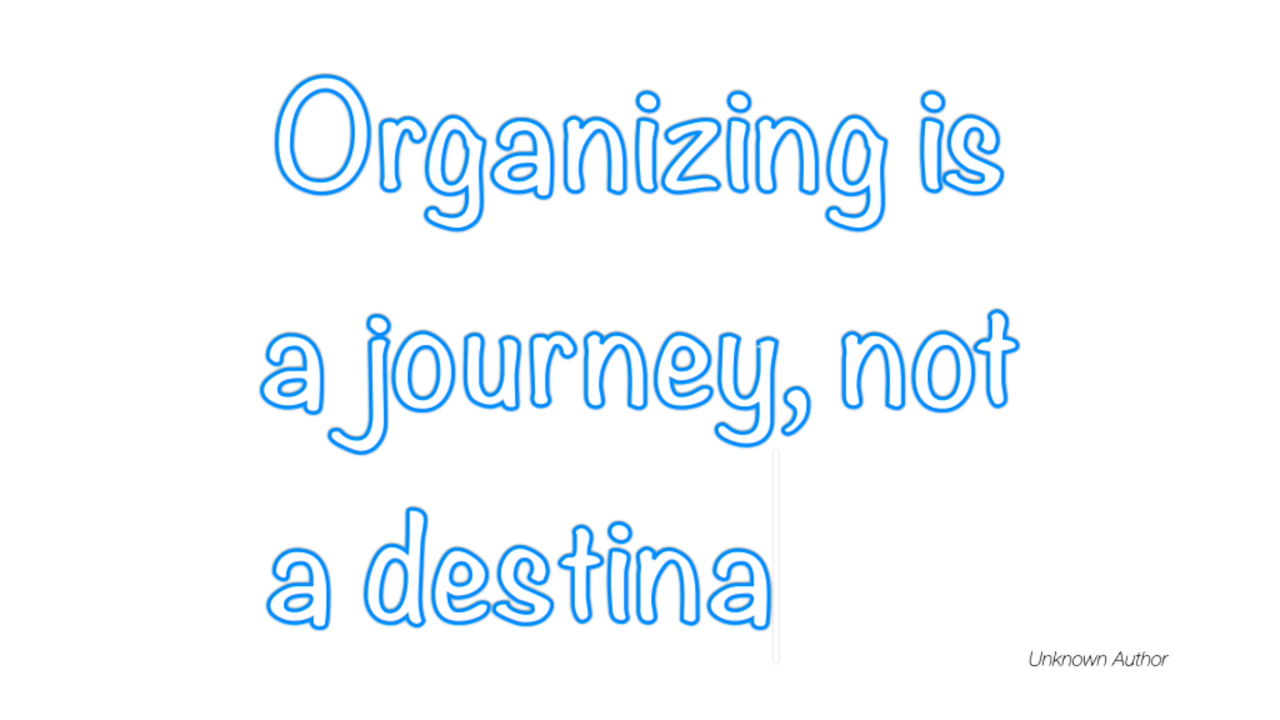 Organizing is
a journey, not
a destina
Unknown Author